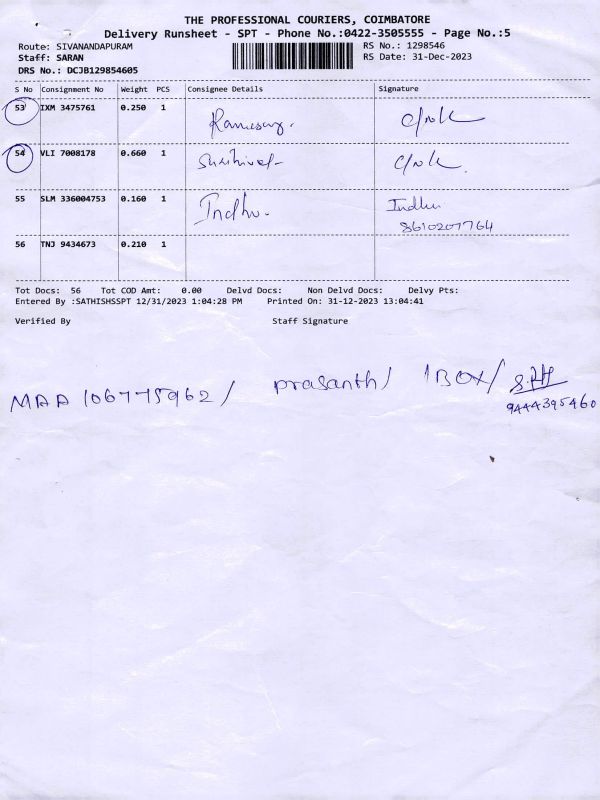 THE PROFESSIONAL COURIERS, COIMBATORE
Delivery Runsheet - SPT - Phone No.:0422-3505555 - Page No.:5
Route: SIVANANDAPURAM RS No.: 1298546
Staff: SARAN RS Date: 31-Dec-2023
DRS No.: DCJB129854605
S No Consignment No Weight PCS Consignee Details Signature
53 IXM 3475761 0.250 1
54 VLI 7008178 0.660 1
55 SLM 336004753 0.160 1 Indhu. Indhu
8610207764
56 TNJ 9434673 0.210 1
Tot Docs: 56 Tot COD Amt: 0.00 Delvd Docs: Non Delvd Docs: Delvy Pts:
Entered By :SATHISHSSPT 12/31/2023 1:04:28 PM Printed On: 31-12-2023 13:04:41
Verified By Staff Signature
MAA 106775962/ prasanth/ 1BOX/
9444395460